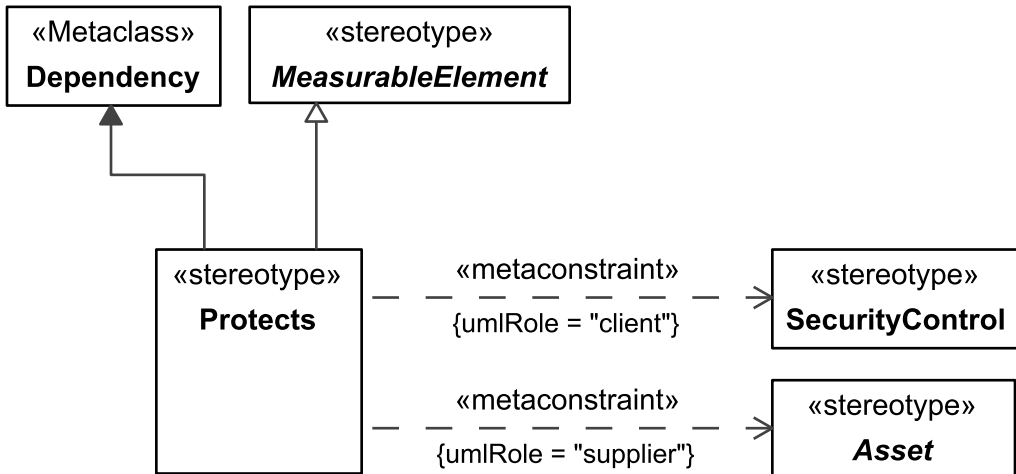 «Metaclass»
Dependency
«stereotype»
MeasurableElement
«stereotype»
Protects
«metaconstraint»
{umlRole = "client"}
«stereotype»
SecurityControl
«metaconstraint»
{umlRole = "supplier"}
«stereotype»
Asset